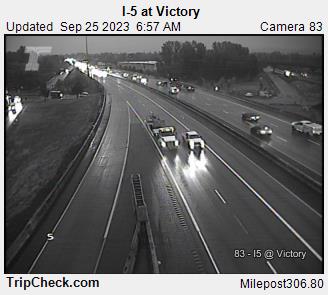 I-5 at Victory
Updated Sep 25 2023 6:57 AM Camera 83
S
83 - I5 @ Victory
TripCheck.com Milepost306.80